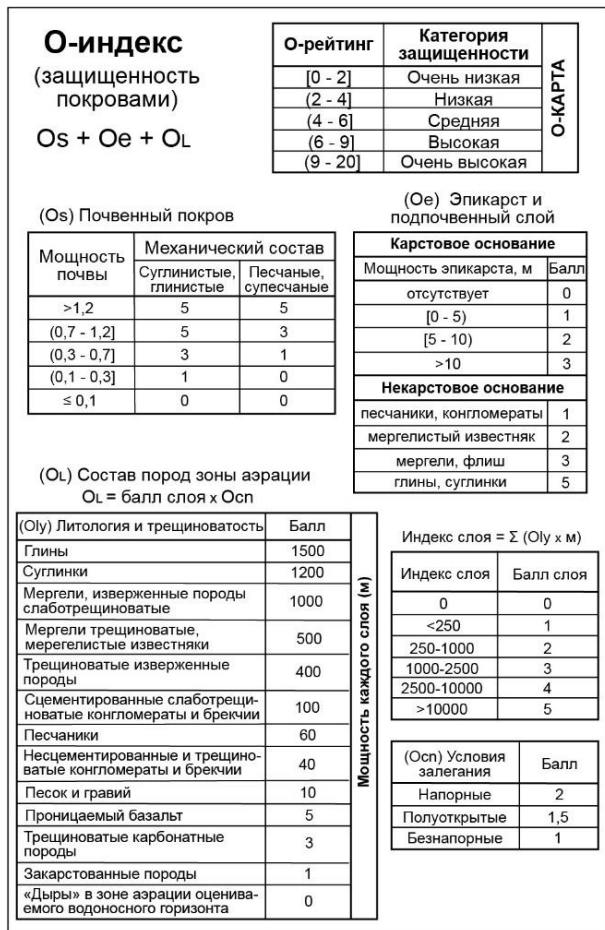 О-индекс
(защищенность
покровами)
Os + Oe + OL
О-рейтинг Категория защищенности
[0 - 2] Очень низкая
(2 - 4] Низкая
(4 - 6] Средняя
(6 - 9] Высокая
(9 - 20] Очень высокая
О-КАРТА
(Os) Почвенный покров
Мощность почвы Механический состав
Суглинистые, глинистые Песчаные, супесчаные
>1,2 5 5
(0,7 - 1,2] 5 3
(0,3 - 0,7] 3 1
(0,1 - 0,3] 1 0
≤ 0,1 0 0
(Oe) Эпикарст и
подпочвенный слой
Карстовое основание
Мощность эпикарста, м Балл
отсутствует 0
[0 - 5) 1
[5 - 10) 2
>10 3
Некарстовое основание
песчаники, конгломераты 1
мергелистый известняк 2
мергели, флиш 3
глины, суглинки 5
(OL) Состав пород зоны аэрации
OL = балл слоя x Ocn
(Oly) Литология и трещиноватость Балл
Глины 1500
Суглинки 1200
Мергели, изверженные породы
слаботрещиноватые 1000
Мергели трещиноватые,
мерегелистые известняки 500
Трещиноватые изверженные
породы 400
Сцементированные слаботрещи-
новатые конгломераты и брекчии 100
Песчаники 60
Несцементированные и трещино-
ватые конгломераты и брекчии 40
Песок и гравий 10
Проницаемый базальт 5
Трещиноватые карбонатные
породы 3
Закарстованные породы 1
«Дыры» в зоне аэрации оценива-
емого водоносного горизонта 0
Мощность каждого слоя (м)
Индекс слоя = Σ (Oly x м)
Индекс слоя Балл слоя
0 0
<250 1
250-1000 2
1000-2500 3
2500-10000 4
>10000 5
(Ocn) Условия
залегания Балл
Напорные 2
Полуоткрытые 1,5
Безнапорные 1